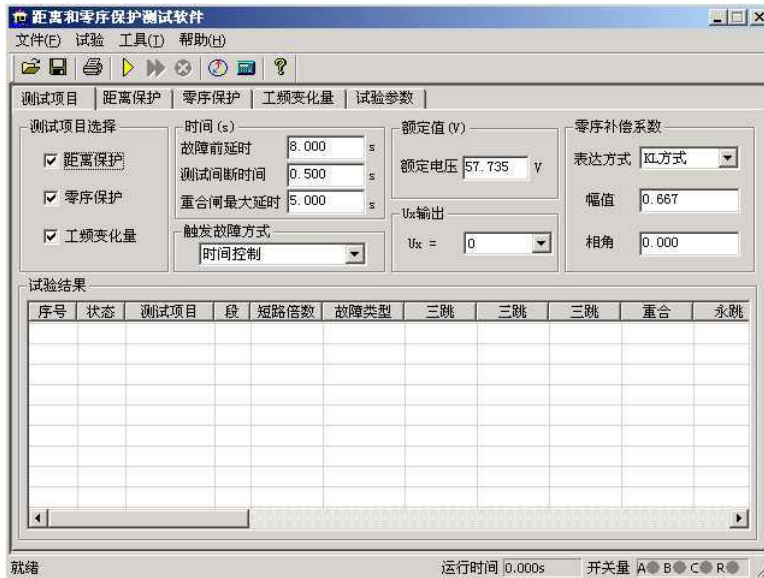 距离和零序保护测试软件
文件(F) 试验 工具(T) 帮助(H)
测试项目 距离保护 零序保护 工频变化量 试验参数
测试项目选择
距离保护
零序保护
工频变化量
时间(s)
故障前延时 8.000 s
测试间断时间 0.500 s
重合闸最大延时 5.000 s
触发故障方式
时间控制
额定值(V)
额定电压 57.735 V
Ux输出
Ux = 0
零序补偿系数
表达方式 KL方式
幅值 0.667
相角 0.000
试验结果
序号 状态 测试项目 段 短路倍数 故障类型 三跳 三跳 三跳 重合 永跳
就绪 运行时间 0.000s 开关量 A B C R